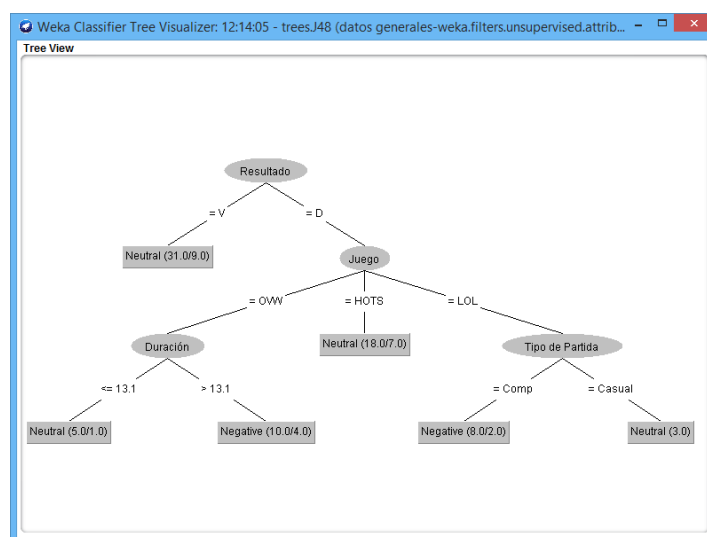 Weka Classifier Tree Visualizer: 12:14:05 - trees.J48 (datos generales-weka.filters.unsupervised.attrib...
Tree View
Resultado
= V
= D
Neutral (31.0/9.0)
Juego
= OVW
= HOTS
= LOL
Duración
Neutral (18.0/7.0)
Tipo de Partida
<= 13.1
> 13.1
= Comp
= Casual
Neutral (5.0/1.0)
Negative (10.0/4.0)
Negative (8.0/2.0)
Neutral (3.0)